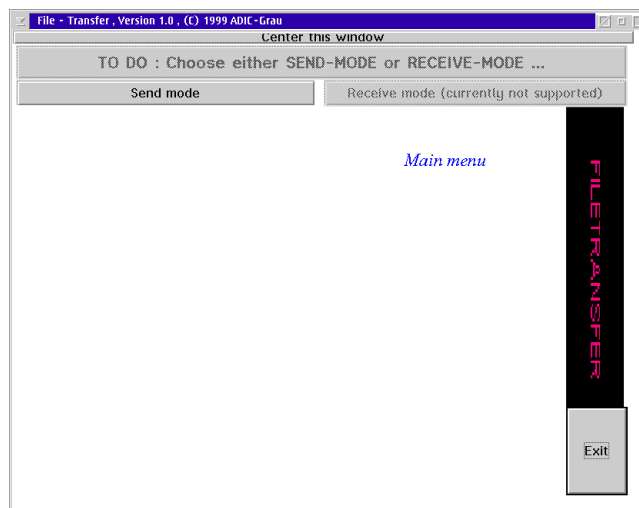 File - Transfer , Version 1.0 , (C) 1999 ADIC-Grau
Center this window
TO DO : Choose either SEND-MODE or RECEIVE-MODE ...
Send mode
Receive mode (currently not supported)
Main menu
FILETRANSFER
Exit